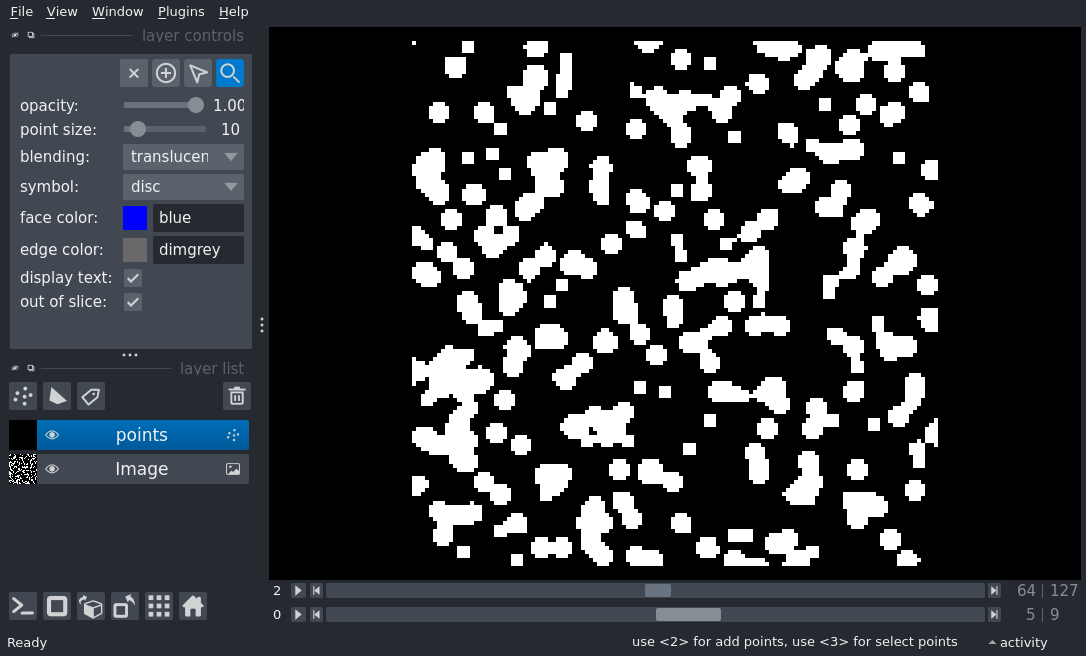 File View Window Plugins Help
layer controls
opacity: 1.00
point size: 10
blending: translucen
symbol: disc
face color: blue
edge color: dimgrey
display text:
out of slice:
layer list
points
Image
2 64 | 127
0 5 | 9
Ready use <2> for add points, use <3> for select points activity